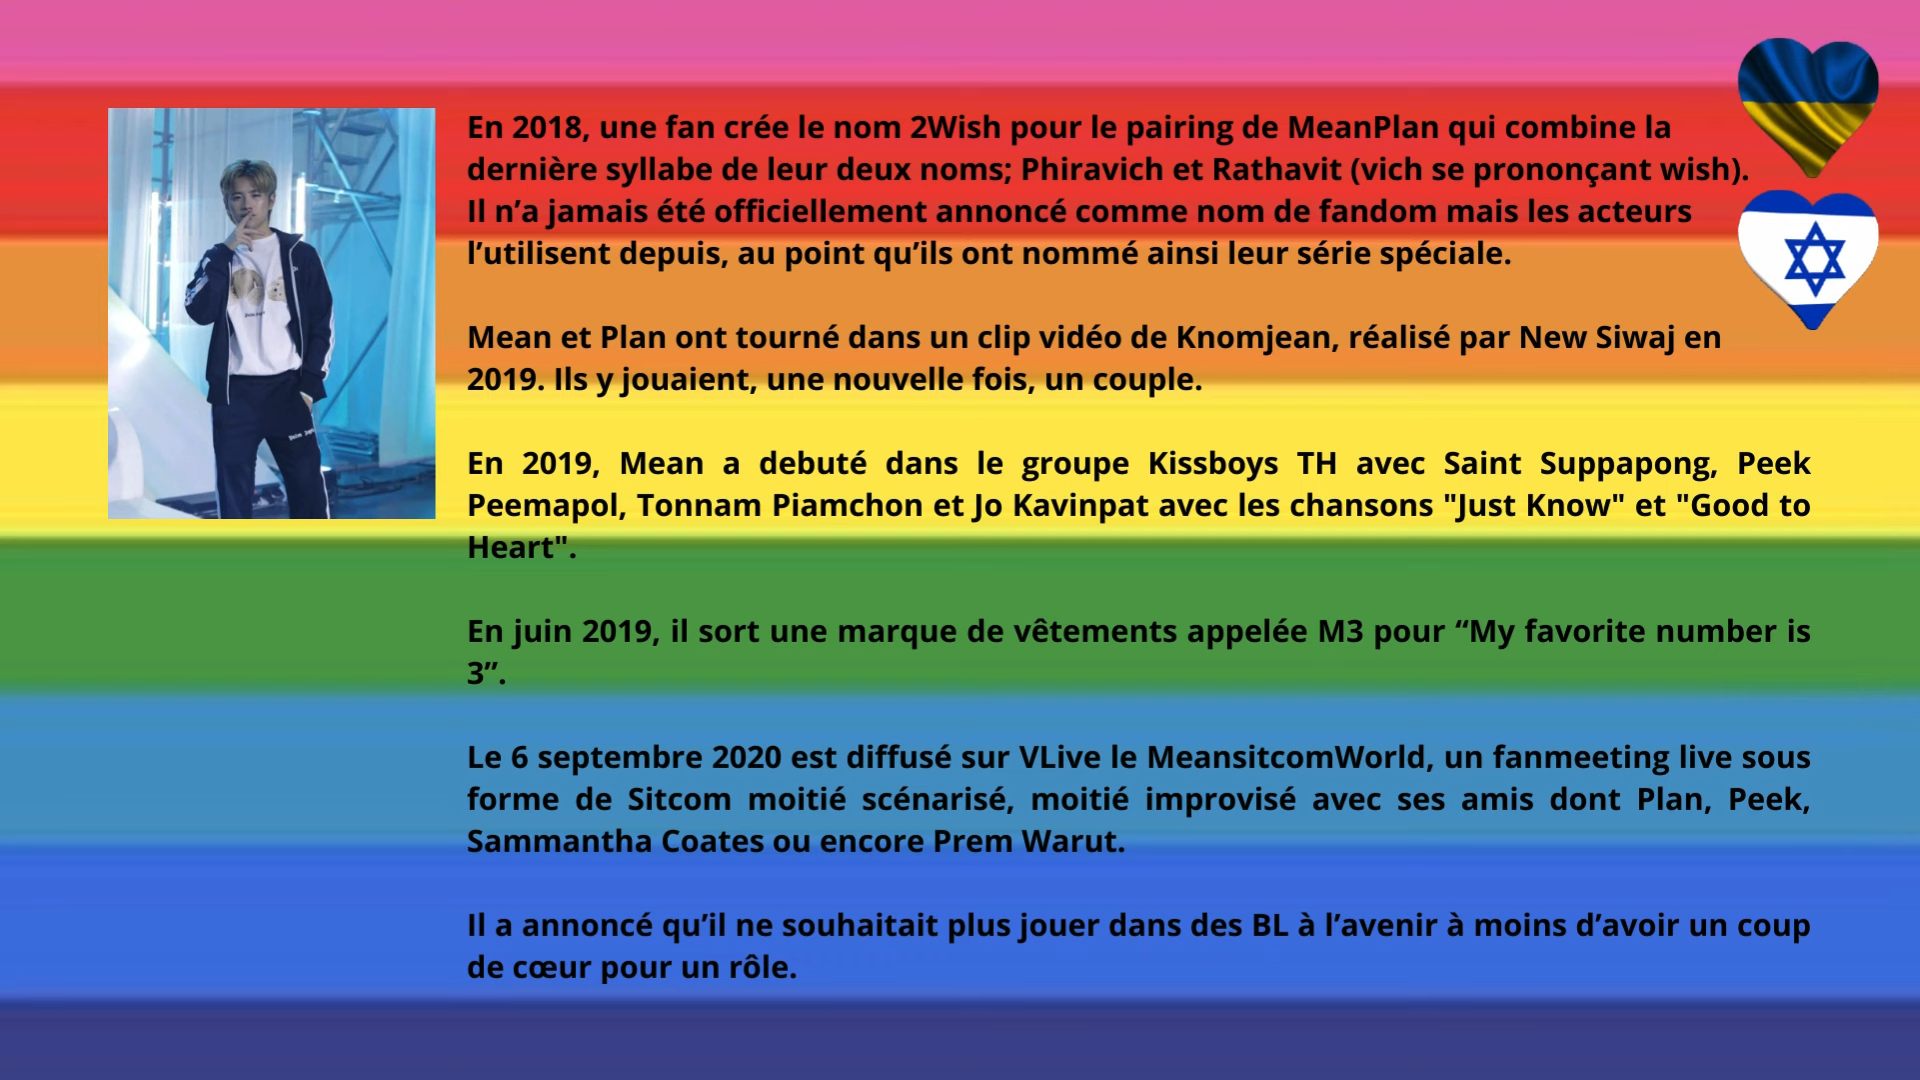 En 2018, une fan crée le nom 2Wish pour le pairing de MeanPlan qui combine la
dernière syllabe de leur deux noms; Phiravich et Rathavit (vich se prononçant wish).
Il n’a jamais été officiellement annoncé comme nom de fandom mais les acteurs
l’utilisent depuis, au point qu’ils ont nommé ainsi leur série spéciale.
Mean et Plan ont tourné dans un clip vidéo de Knomjean, réalisé par New Siwaj en
2019. Ils y jouaient, une nouvelle fois, un couple.
En 2019, Mean a debuté dans le groupe Kissboys TH avec Saint Suppapong, Peek
Peemapol, Tonnam Piamchon et Jo Kavinpat avec les chansons "Just Know" et "Good to
Heart".
En juin 2019, il sort une marque de vêtements appelée M3 pour “My favorite number is
3”.
Le 6 septembre 2020 est diffusé sur VLive le MeansitcomWorld, un fanmeeting live sous
forme de Sitcom moitié scénarisé, moitié improvisé avec ses amis dont Plan, Peek,
Sammantha Coates ou encore Prem Warut.
Il a annoncé qu’il ne souhaitait plus jouer dans des BL à l’avenir à moins d’avoir un coup
de cœur pour un rôle.